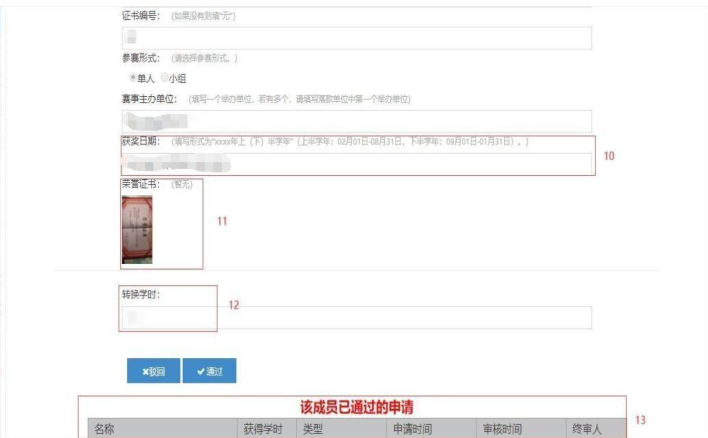 证书编号： （如果没有则填“无”）
参赛形式： （请选择参赛形式。）
单人 小组
赛事主办单位： （填写一个举办单位，若有多个，请填写落款单位中第一个举办单位）
获奖日期： （填写形式为“xxxx年上（下）半学年”（上半学年：02月01日-08月31日，下半学年：09月01日-01月31日）。）
10
荣誉证书： （暂无）
11
转换学时：
12
✖驳回 ✔通过
该成员已通过的申请
13
名称 获得学时 类型 申请时间 审核时间 终审人